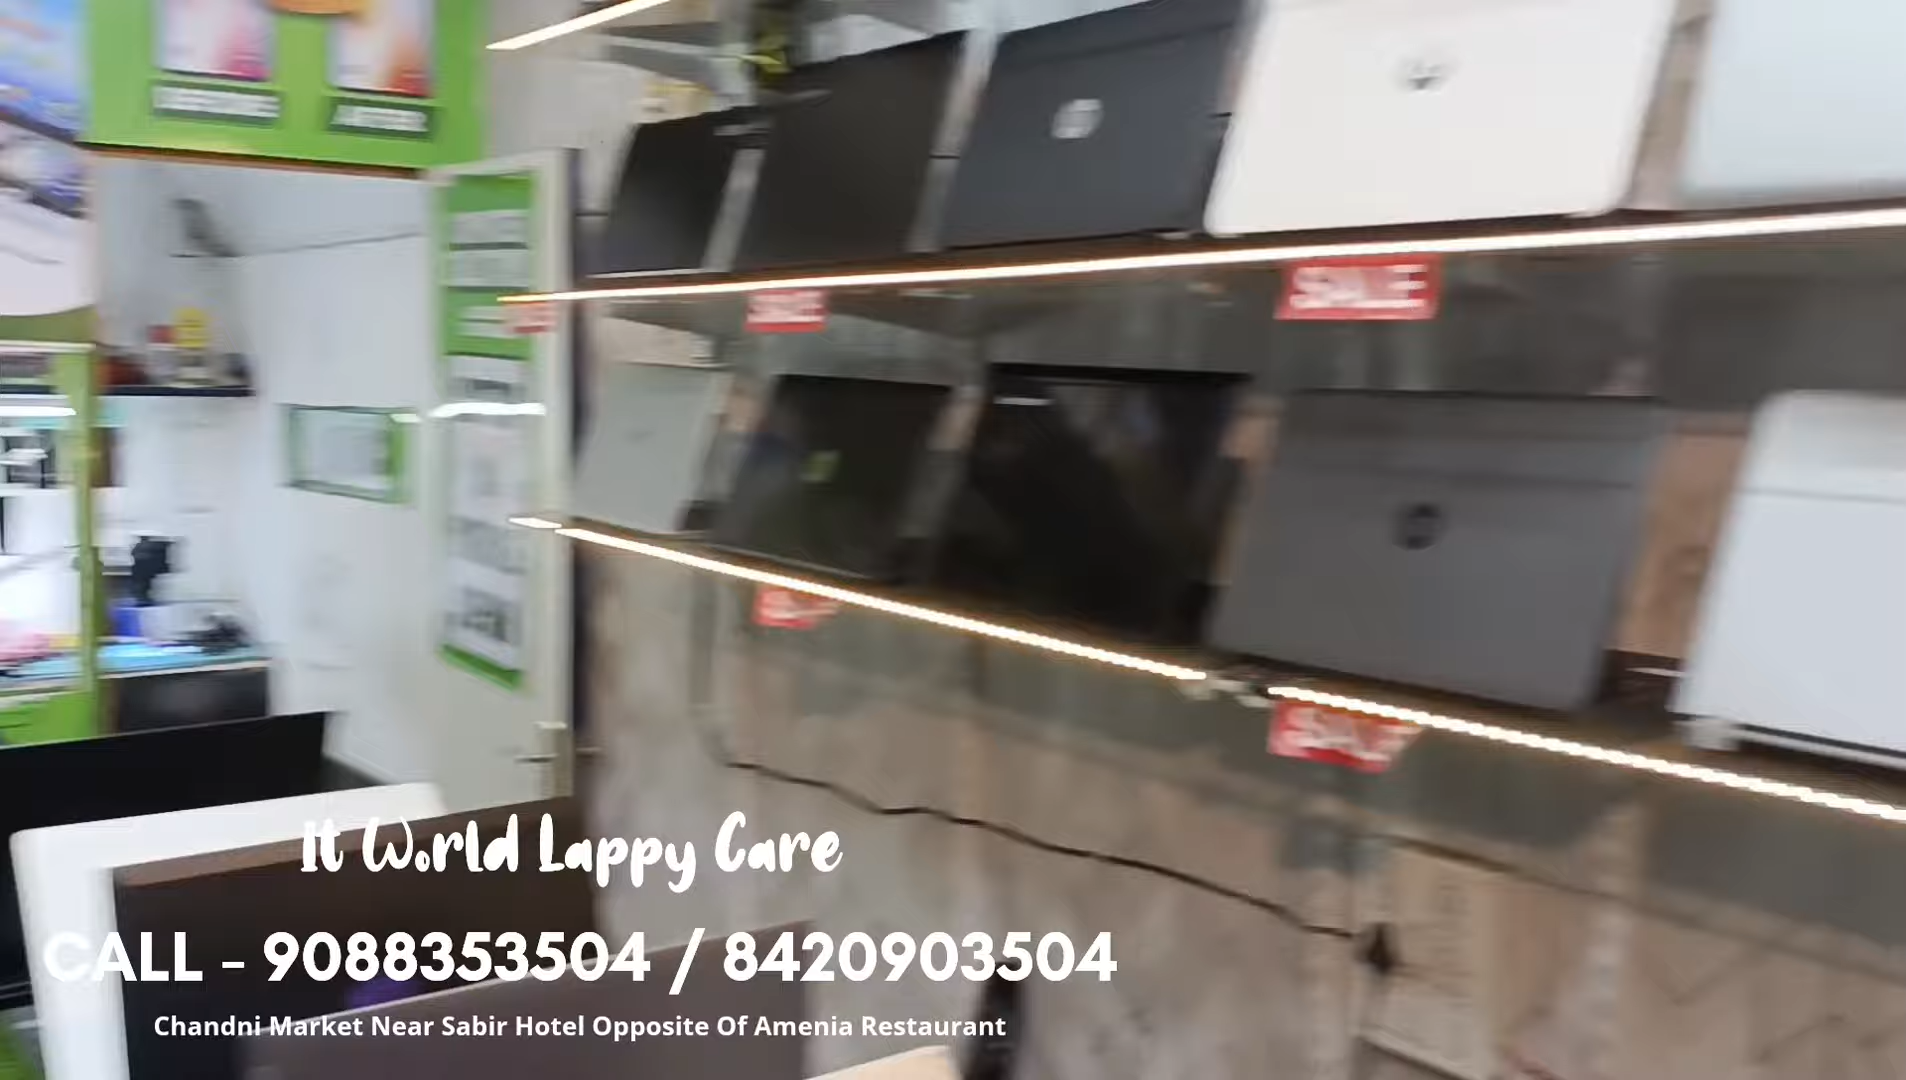 SALE
SALE
SALE
SALE
It World Lappy Care
CALL - 9088353504 / 8420903504
Chandni Market Near Sabir Hotel Opposite Of Amenia Restaurant